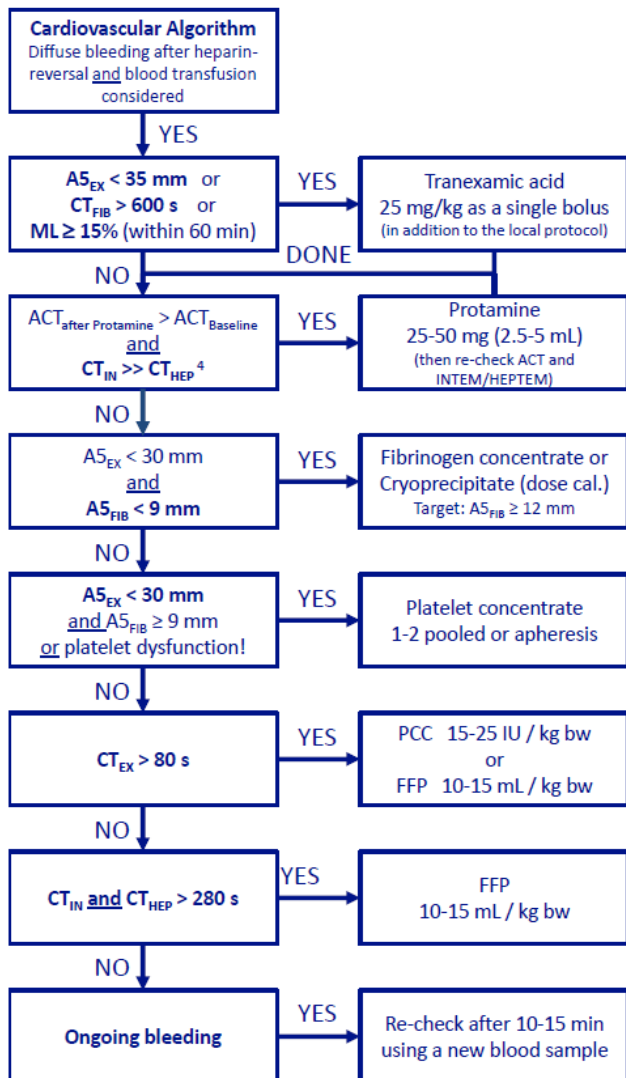 Cardiovascular Algorithm
Diffuse bleeding after heparin-
reversal and blood transfusion
considered
YES
A5EX < 35 mm or
CTFIB > 600 s or
ML ≥ 15% (within 60 min)
YES
Tranexamic acid
25 mg/kg as a single bolus
(in addition to the local protocol)
DONE
NO
ACTafter Protamine > ACTBaseline
and
CTIN >> CTHEP 4
YES
Protamine
25-50 mg (2.5-5 mL)
(then re-check ACT and
INTEM/HEPTEM)
NO
A5EX < 30 mm
and
A5FIB < 9 mm
YES
Fibrinogen concentrate or
Cryoprecipitate (dose cal.)
Target: A5FIB ≥ 12 mm
NO
A5EX < 30 mm
and A5FIB ≥ 9 mm
or platelet dysfunction!
YES
Platelet concentrate
1-2 pooled or apheresis
NO
CTEX > 80 s
YES
PCC 15-25 IU / kg bw
or
FFP 10-15 mL / kg bw
NO
CTIN and CTHEP > 280 s
YES
FFP
10-15 mL / kg bw
NO
Ongoing bleeding
YES
Re-check after 10-15 min
using a new blood sample